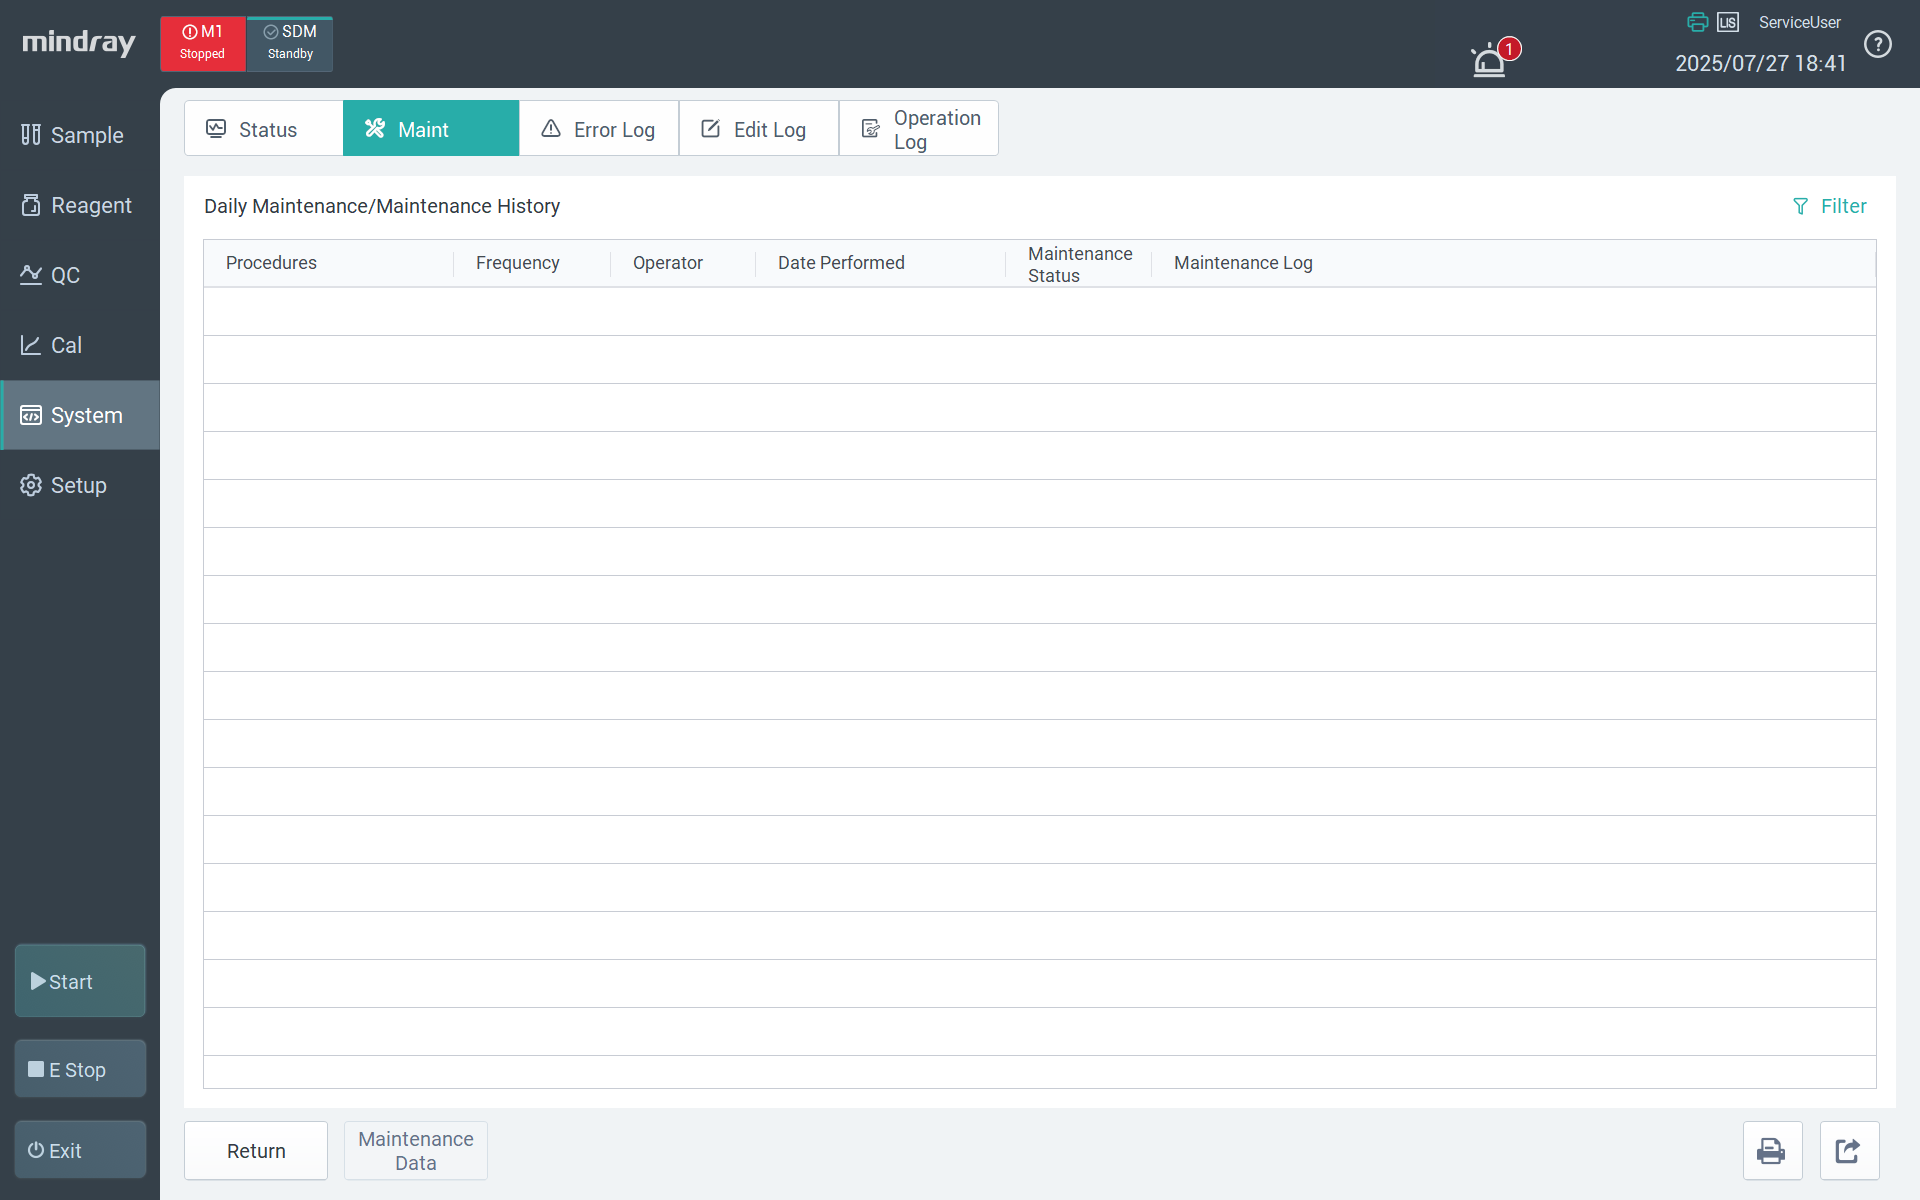 mindray
M1
Stopped
SDM
Standby
1
LIS
ServiceUser
2025/07/27 18:41
?
Sample
Reagent
QC
Cal
System
Setup
Start
E Stop
Exit
Status
Maint
Error Log
Edit Log
Operation
Log
Daily Maintenance/Maintenance History
Filter
Procedures
Frequency
Operator
Date Performed
Maintenance
Status
Maintenance Log
Return
Maintenance
Data